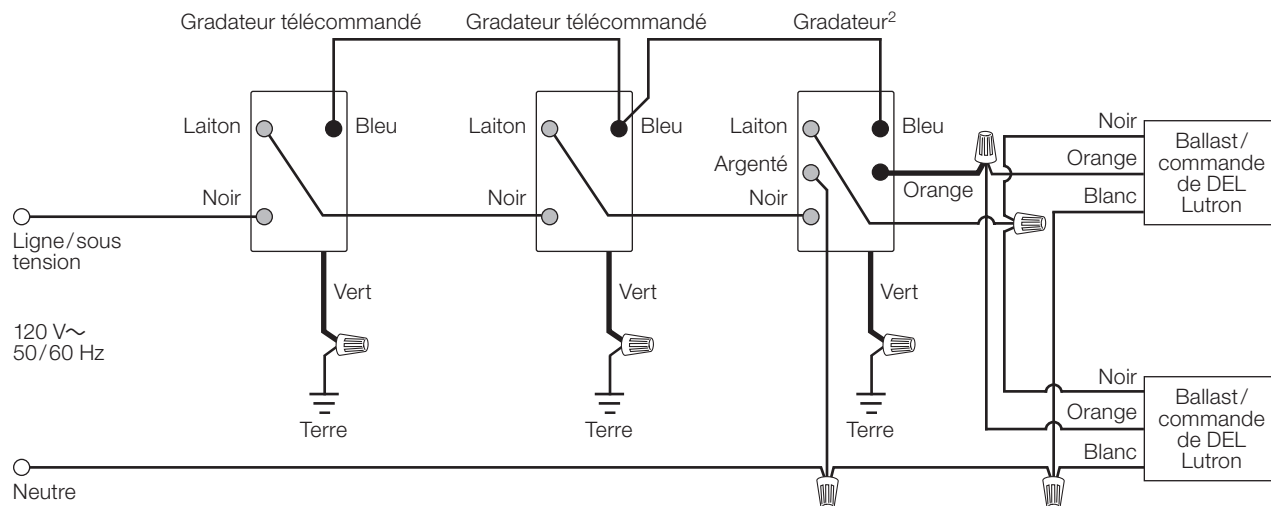 Gradateur télécommandé
Gradateur télécommandé
Gradateur2
Laiton
Bleu
Laiton
Bleu
Laiton
Bleu
Argenté
Orange
Noir
Noir
Noir
Ligne/sous
tension
120 V~
50/60 Hz
Vert
Vert
Vert
Terre
Terre
Terre
Neutre
Noir
Orange
Blanc
Ballast/
commande
de DEL
Lutron
Noir
Orange
Blanc
Ballast/
commande
de DEL
Lutron